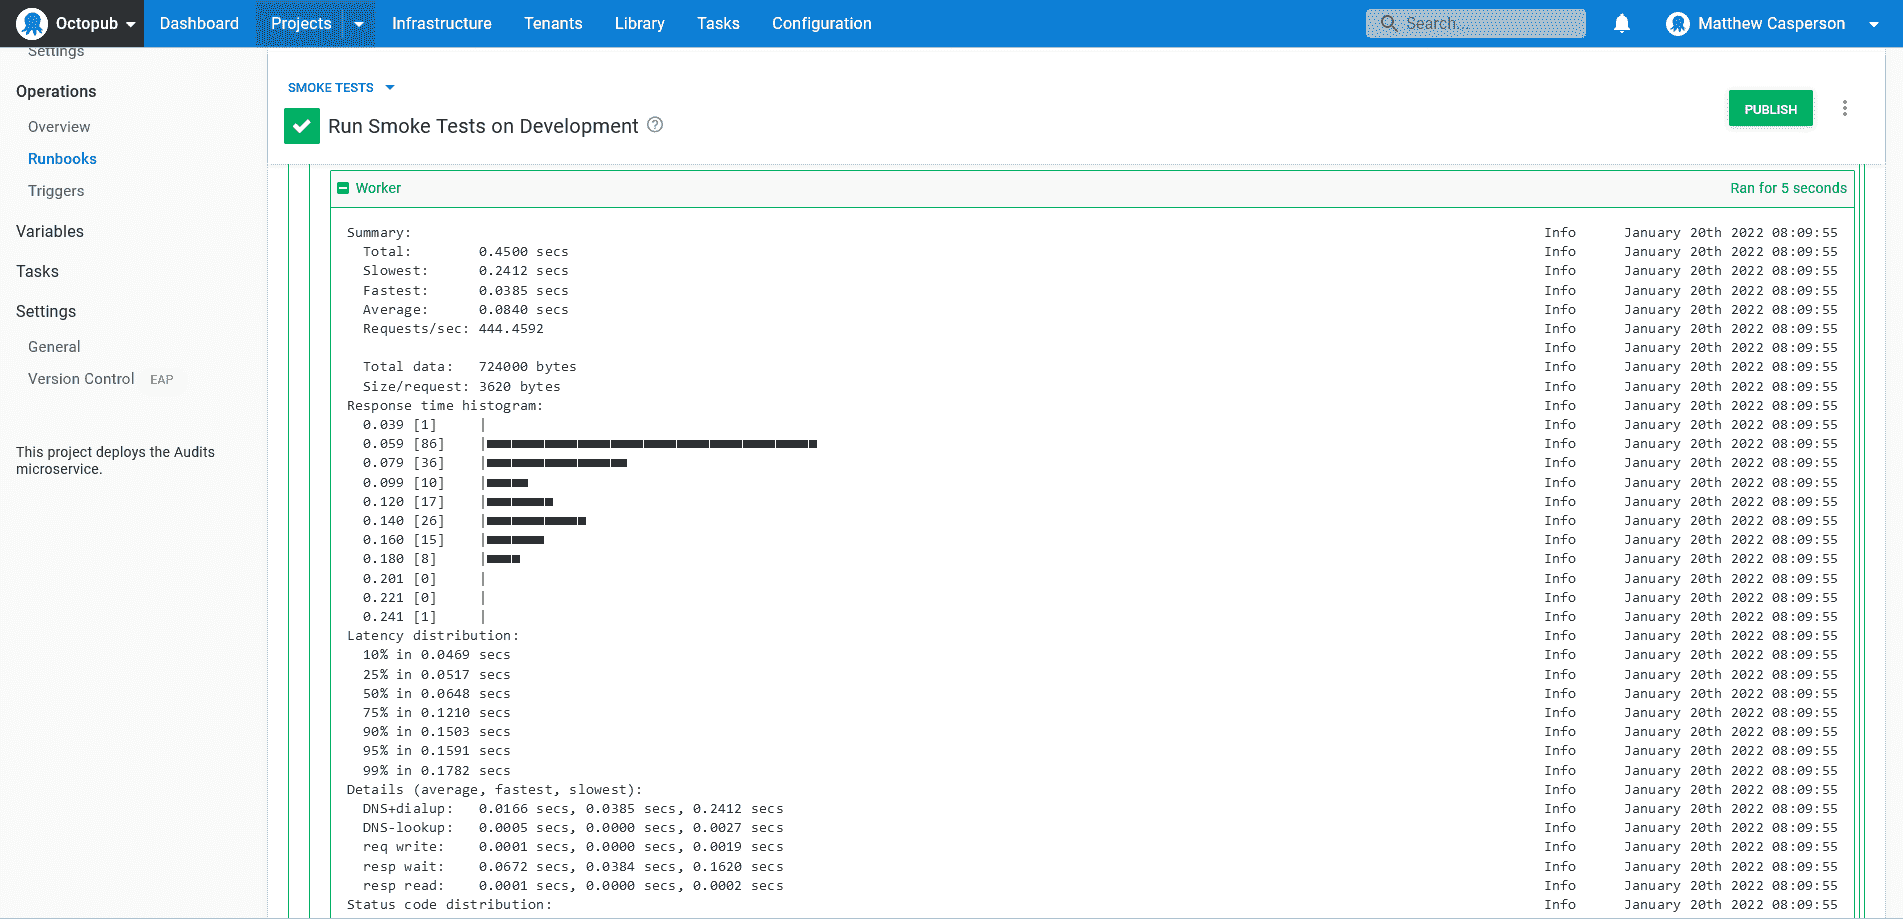 Octopub Dashboard Projects Infrastructure Tenants Library Tasks Configuration Search... Matthew Casperson
Settings
Operations
Overview
Runbooks
Triggers
Variables
Tasks
Settings
General
Version Control EAP
This project deploys the Audits
microservice.
SMOKE TESTS
Run Smoke Tests on Development ?
PUBLISH
Worker Ran for 5 seconds
Summary: Info January 20th 2022 08:09:55
Total: 0.4500 secs Info January 20th 2022 08:09:55
Slowest: 0.2412 secs Info January 20th 2022 08:09:55
Fastest: 0.0385 secs Info January 20th 2022 08:09:55
Average: 0.0840 secs Info January 20th 2022 08:09:55
Requests/sec: 444.4592 Info January 20th 2022 08:09:55
Info January 20th 2022 08:09:55
Total data: 724000 bytes Info January 20th 2022 08:09:55
Size/request: 3620 bytes Info January 20th 2022 08:09:55
Response time histogram: Info January 20th 2022 08:09:55
0.039 [1] | Info January 20th 2022 08:09:55
0.059 [86] | Info January 20th 2022 08:09:55
0.079 [36] | Info January 20th 2022 08:09:55
0.099 [10] | Info January 20th 2022 08:09:55
0.120 [17] | Info January 20th 2022 08:09:55
0.140 [26] | Info January 20th 2022 08:09:55
0.160 [15] | Info January 20th 2022 08:09:55
0.180 [8] | Info January 20th 2022 08:09:55
0.201 [0] | Info January 20th 2022 08:09:55
0.221 [0] | Info January 20th 2022 08:09:55
0.241 [1] | Info January 20th 2022 08:09:55
Latency distribution: Info January 20th 2022 08:09:55
10% in 0.0469 secs Info January 20th 2022 08:09:55
25% in 0.0517 secs Info January 20th 2022 08:09:55
50% in 0.0648 secs Info January 20th 2022 08:09:55
75% in 0.1210 secs Info January 20th 2022 08:09:55
90% in 0.1503 secs Info January 20th 2022 08:09:55
95% in 0.1591 secs Info January 20th 2022 08:09:55
99% in 0.1782 secs Info January 20th 2022 08:09:55
Details (average, fastest, slowest): Info January 20th 2022 08:09:55
DNS+dialup: 0.0166 secs, 0.0385 secs, 0.2412 secs Info January 20th 2022 08:09:55
DNS-lookup: 0.0005 secs, 0.0000 secs, 0.0027 secs Info January 20th 2022 08:09:55
req write: 0.0001 secs, 0.0000 secs, 0.0019 secs Info January 20th 2022 08:09:55
resp wait: 0.0672 secs, 0.0384 secs, 0.1620 secs Info January 20th 2022 08:09:55
resp read: 0.0001 secs, 0.0000 secs, 0.0002 secs Info January 20th 2022 08:09:55
Status code distribution: Info January 20th 2022 08:09:55